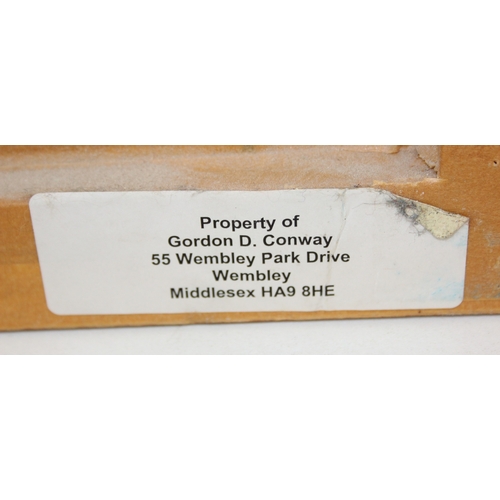 Property of
Gordon D. Conway
55 Wembley Park Drive
Wembley
Middlesex HA9 8HE